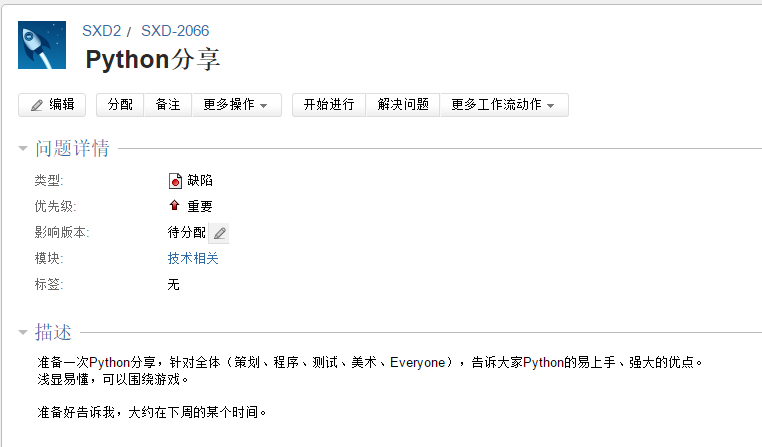 SXD2 / SXD-2066
Python分享
编辑 分配 备注 更多操作 开始进行 解决问题 更多工作流动作
问题详情
类型: 缺陷
优先级: 重要
影响版本: 待分配
模块: 技术相关
标签: 无
描述
准备一次Python分享，针对全体（策划、程序、测试、美术、Everyone），告诉大家Python的易上手、强大的优点。
浅显易懂，可以围绕游戏。
准备好告诉我，大约在下周的某个时间。